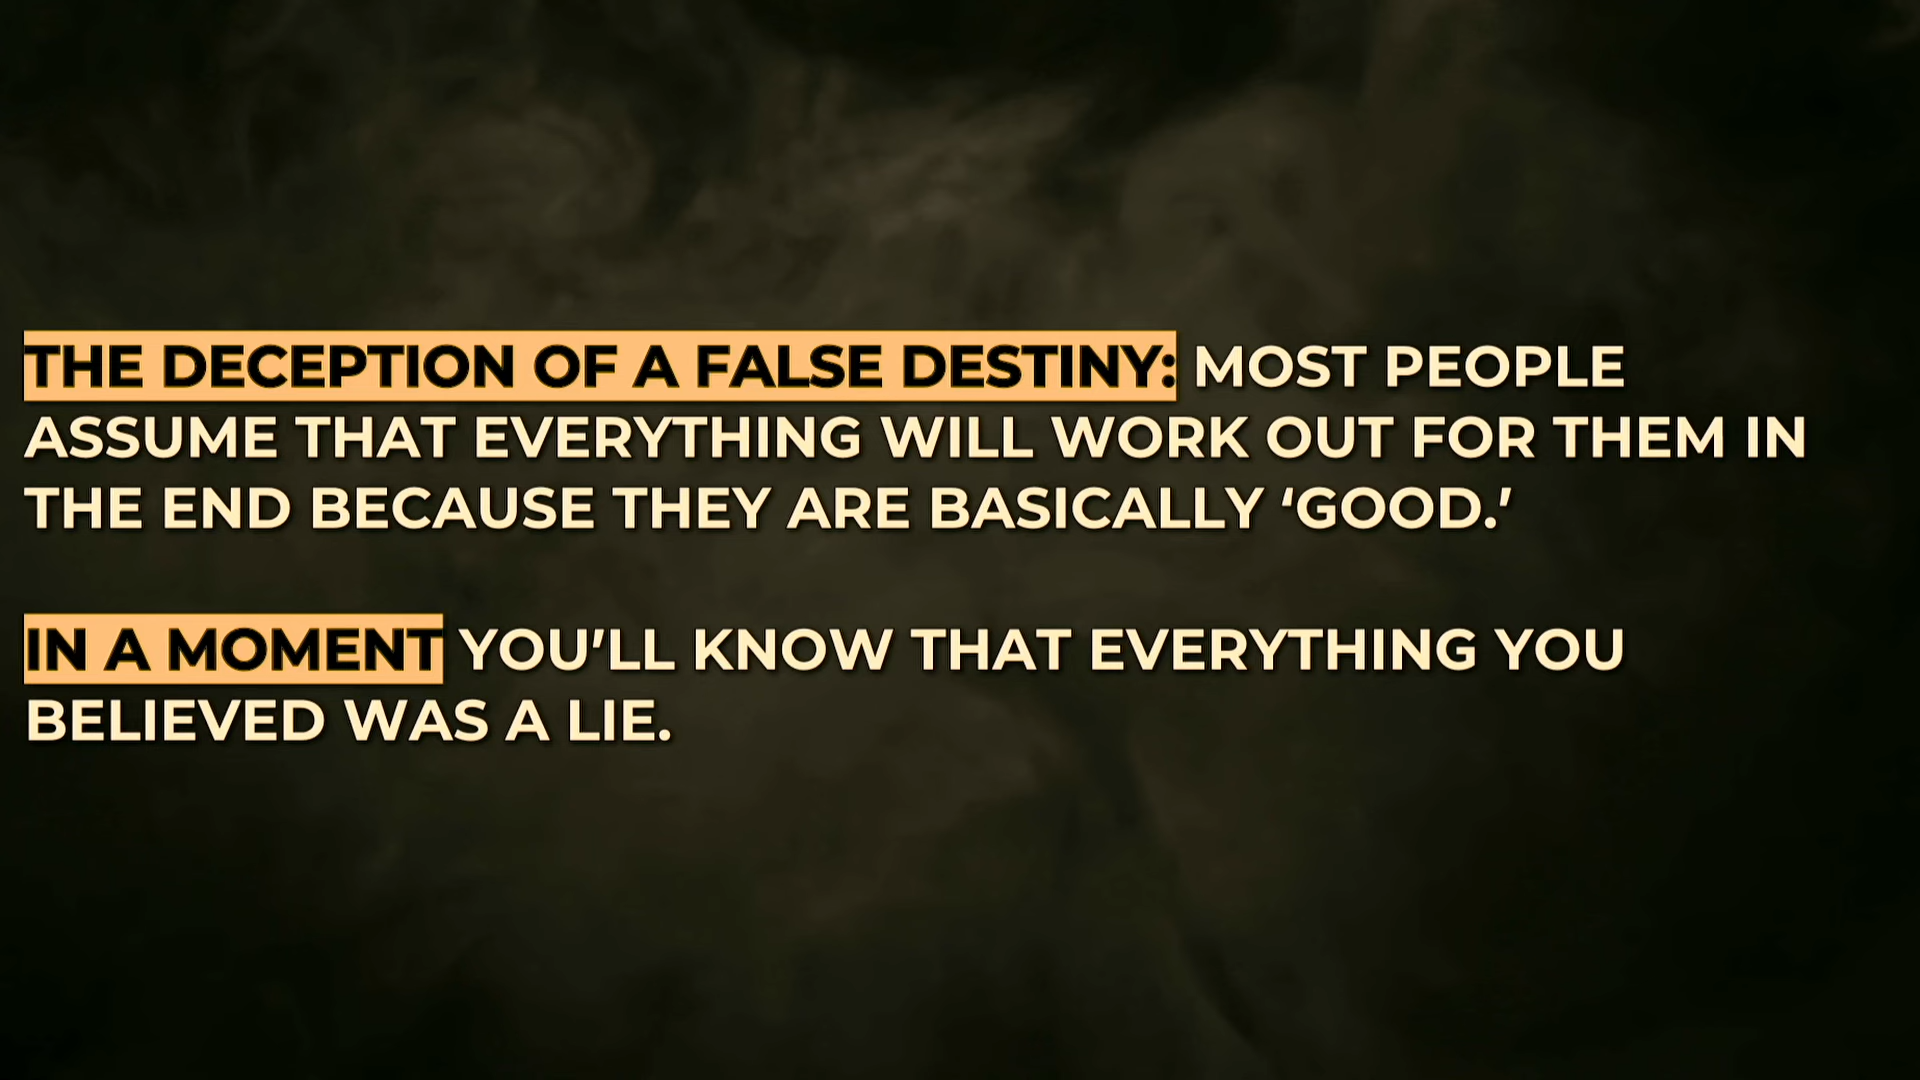 THE DECEPTION OF A FALSE DESTINY: MOST PEOPLE
ASSUME THAT EVERYTHING WILL WORK OUT FOR THEM IN
THE END BECAUSE THEY ARE BASICALLY ‘GOOD.’
IN A MOMENT YOU’LL KNOW THAT EVERYTHING YOU
BELIEVED WAS A LIE.